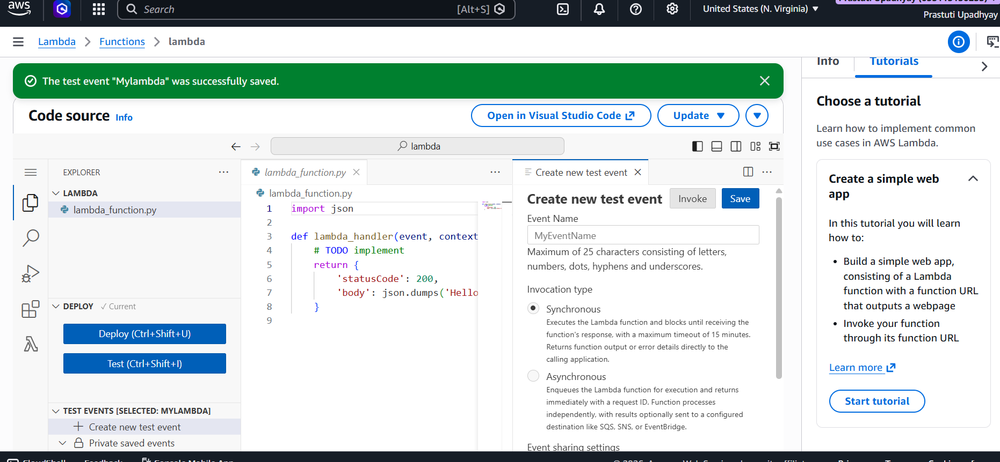 aws
Search
[Alt+S]
United States (N. Virginia)
Prastuti Upadhyay
Prastuti Upadhyay
Lambda
Functions
lambda
The test event "Mylambda" was successfully saved.
Code source Info
Open in Visual Studio Code
Update
lambda
EXPLORER
LAMBDA
lambda_function.py
DEPLOY ✓ Current
Deploy (Ctrl+Shift+U)
Test (Ctrl+Shift+I)
TEST EVENTS [SELECTED: MYLAMBDA]
Create new test event
Private saved events
lambda_function.py
lambda_function.py
1 import json
2
3 def lambda_handler(event, context
4 # TODO implement
5 return {
6 'statusCode': 200,
7 'body': json.dumps('Hello
8 }
9
Create new test event
Create new test event
Invoke
Save
Event Name
MyEventName
Maximum of 25 characters consisting of letters,
numbers, dots, hyphens and underscores.
Invocation type
Synchronous
Executes the Lambda function and blocks until receiving the
function's response, with a maximum timeout of 15 minutes.
Returns function output or error details directly to the
calling application.
Asynchronous
Enqueues the Lambda function for execution and returns
immediately with a request ID. Function processes
independently, with results optionally sent to a configured
destination like SQS, SNS, or EventBridge.
Event sharing settings
Info
Tutorials
Choose a tutorial
Learn how to implement common
use cases in AWS Lambda.
Create a simple web
app
In this tutorial you will learn
how to:
• Build a simple web app,
consisting of a Lambda
function with a function URL
that outputs a webpage
• Invoke your function
through its function URL
Learn more
Start tutorial
CloudShell
Feedback
Console Mobile App